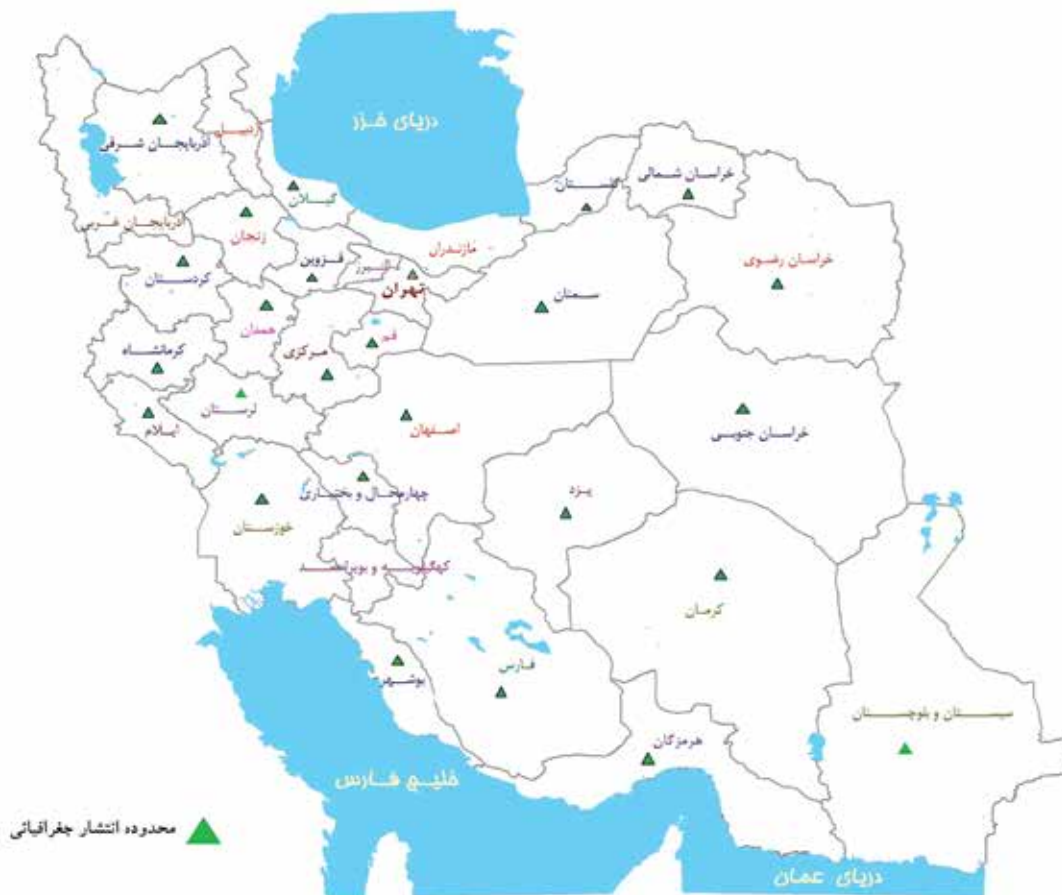 دریای خزر
آذربایجان شرقی
اردبیل
گیلان
گلستان
خراسان شمالی
آذربایجان غربی
زنجان
مازندران
خراسان رضوی
قزوین
البرز
کردستان
تهران
سمنان
همدان
قم
کرمانشاه
مرکزی
لرستان
ایلام
اصفهان
خراسان جنوبی
چهارمحال و بختیاری
یزد
خوزستان
کهگیلویه و بویراحمد
کرمان
فارس
بوشهر
سیستان و بلوچستان
هرمزگان
خلیج فارس
محدوده انتشار جغرافیائی
دریای عمان